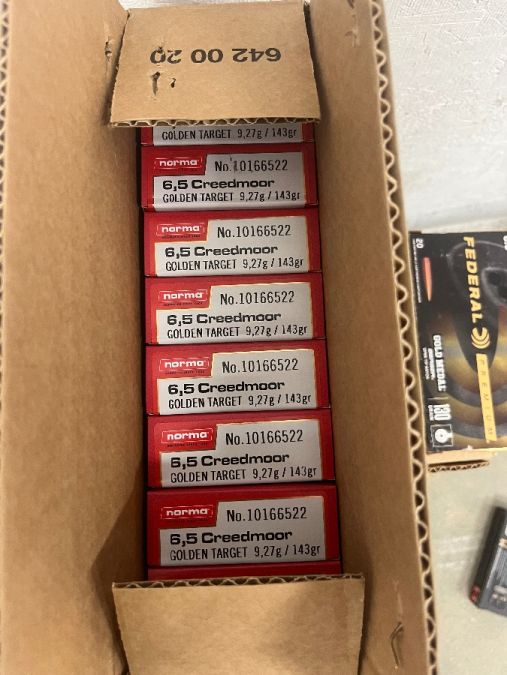 642 00 20
GOLDEN TARGET 9,27g / 143gr
norma
No.10166522
6,5 Creedmoor
GOLDEN TARGET 9,27g / 143gr
norma
No.10166522
6,5 Creedmoor
GOLDEN TARGET 9,27g / 143gr
norma
No.10166522
6,5 Creedmoor
GOLDEN TARGET 9,27g / 143gr
norma
No.10166522
6,5 Creedmoor
GOLDEN TARGET 9,27g / 143gr
norma
No.10166522
6,5 Creedmoor
GOLDEN TARGET 9,27g / 143gr
norma
No.10166522
6,5 Creedmoor
GOLDEN TARGET 9,27g / 143gr
20
FEDERAL
PREMIUM
GOLD MEDAL
130